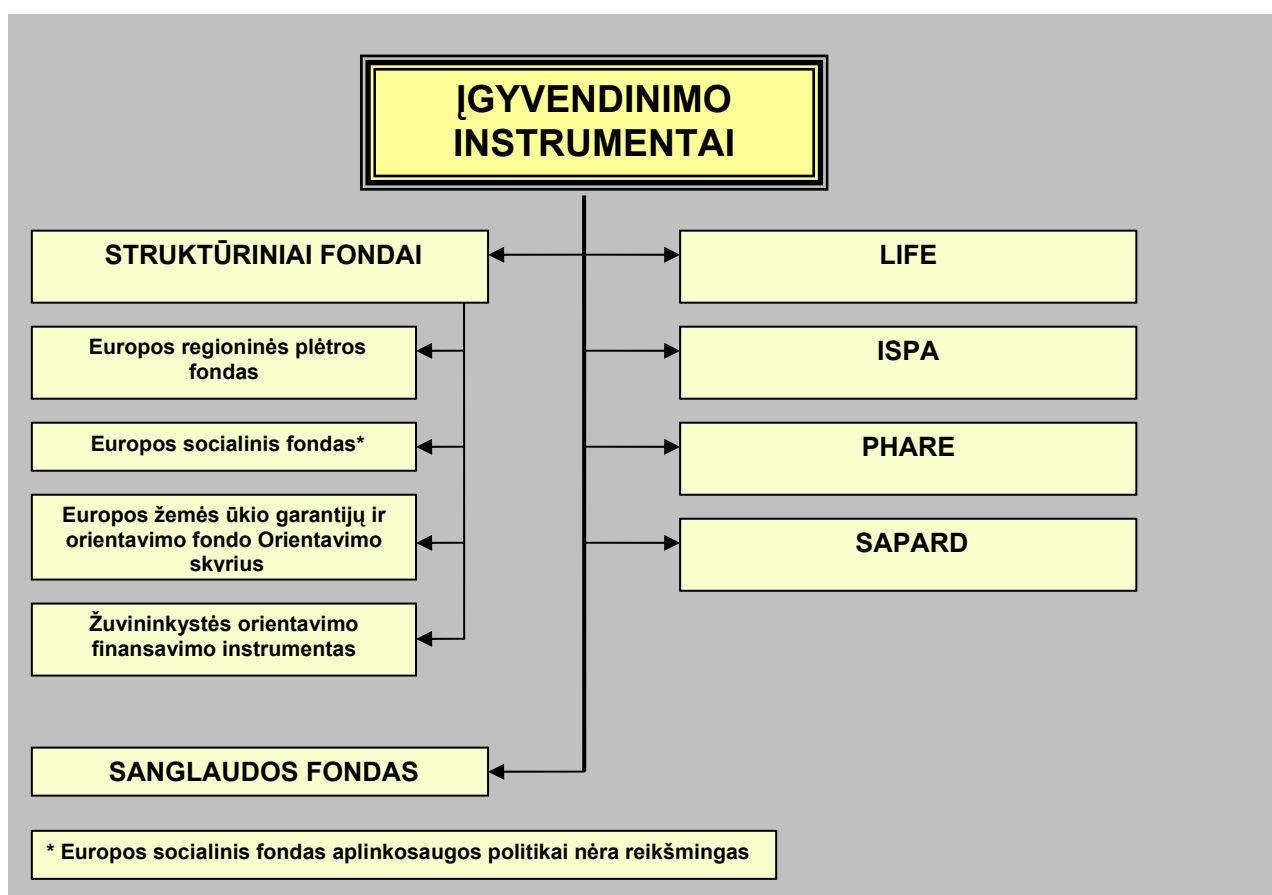 ĮGYVENDINIMO
INSTRUMENTAI
STRUKTŪRINIAI FONDAI
LIFE
Europos regioninės plėtros
fondas
ISPA
Europos socialinis fondas*
PHARE
Europos žemės ūkio garantijų ir
orientavimo fondo Orientavimo
skyrius
SAPARD
Žuvininkystės orientavimo
finansavimo instrumentas
SANGLAUDOS FONDAS
* Europos socialinis fondas aplinkosaugos politikai nėra reikšmingas